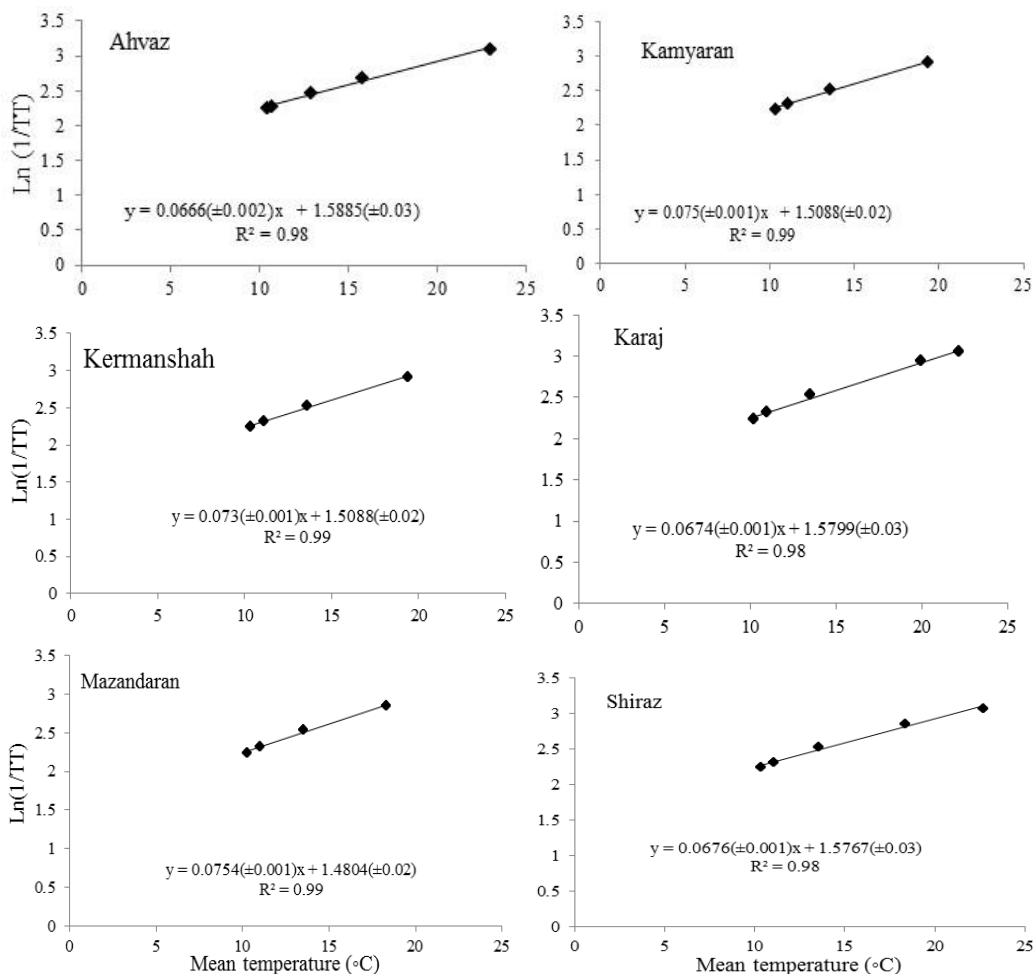 Ahvaz
Ln (1/TT)
3.5
3
2.5
2
1.5
1
0.5
0
y = 0.0666(±0.002)x + 1.5885(±0.03)
R² = 0.98
0 5 10 15 20 25
Kamyaran
3.5
3
2.5
2
1.5
1
0.5
0
y = 0.075(±0.001)x + 1.5088(±0.02)
R² = 0.99
0 5 10 15 20 25
Kermanshah
Ln(1/TT)
3.5
3
2.5
2
1.5
1
0.5
0
y = 0.073(±0.001)x + 1.5088(±0.02)
R² = 0.99
0 5 10 15 20 25
Karaj
3.5
3
2.5
2
1.5
1
0.5
0
y = 0.0674(±0.001)x + 1.5799(±0.03)
R² = 0.98
0 5 10 15 20 25
Mazandaran
Ln(1/TT)
3.5
3
2.5
2
1.5
1
0.5
0
y = 0.0754(±0.001)x + 1.4804(±0.02)
R² = 0.99
0 5 10 15 20 25
Mean temperature (∘C)
Shiraz
3.5
3
2.5
2
1.5
1
0.5
0
y = 0.0676(±0.001)x + 1.5767(±0.03)
R² = 0.98
0 5 10 15 20 25
Mean temperature (∘C)